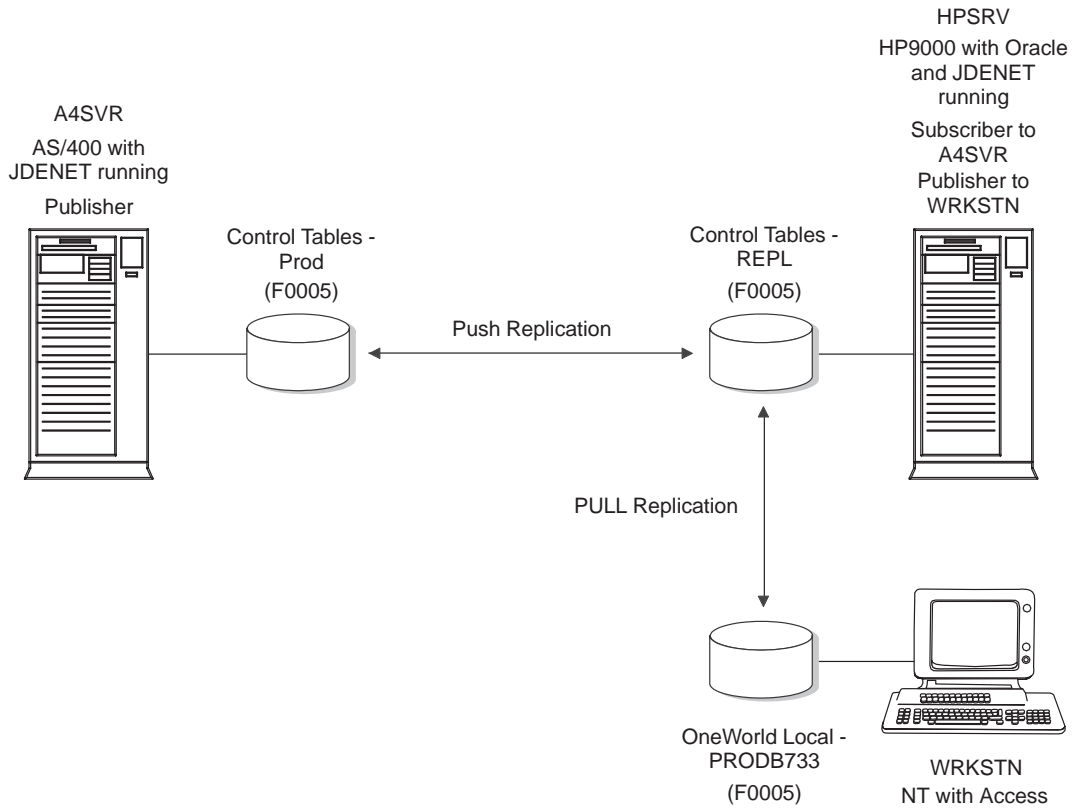 HPSRV
HP9000 with Oracle
and JDENET
running
Subscriber to
A4SVR
Publisher to
WRKSTN
A4SVR
AS/400 with
JDENET running
Publisher
Control Tables -
Prod
(F0005)
Control Tables -
REPL
(F0005)
Push Replication
PULL Replication
OneWorld Local -
PRODB733
(F0005)
WRKSTN
NT with Access